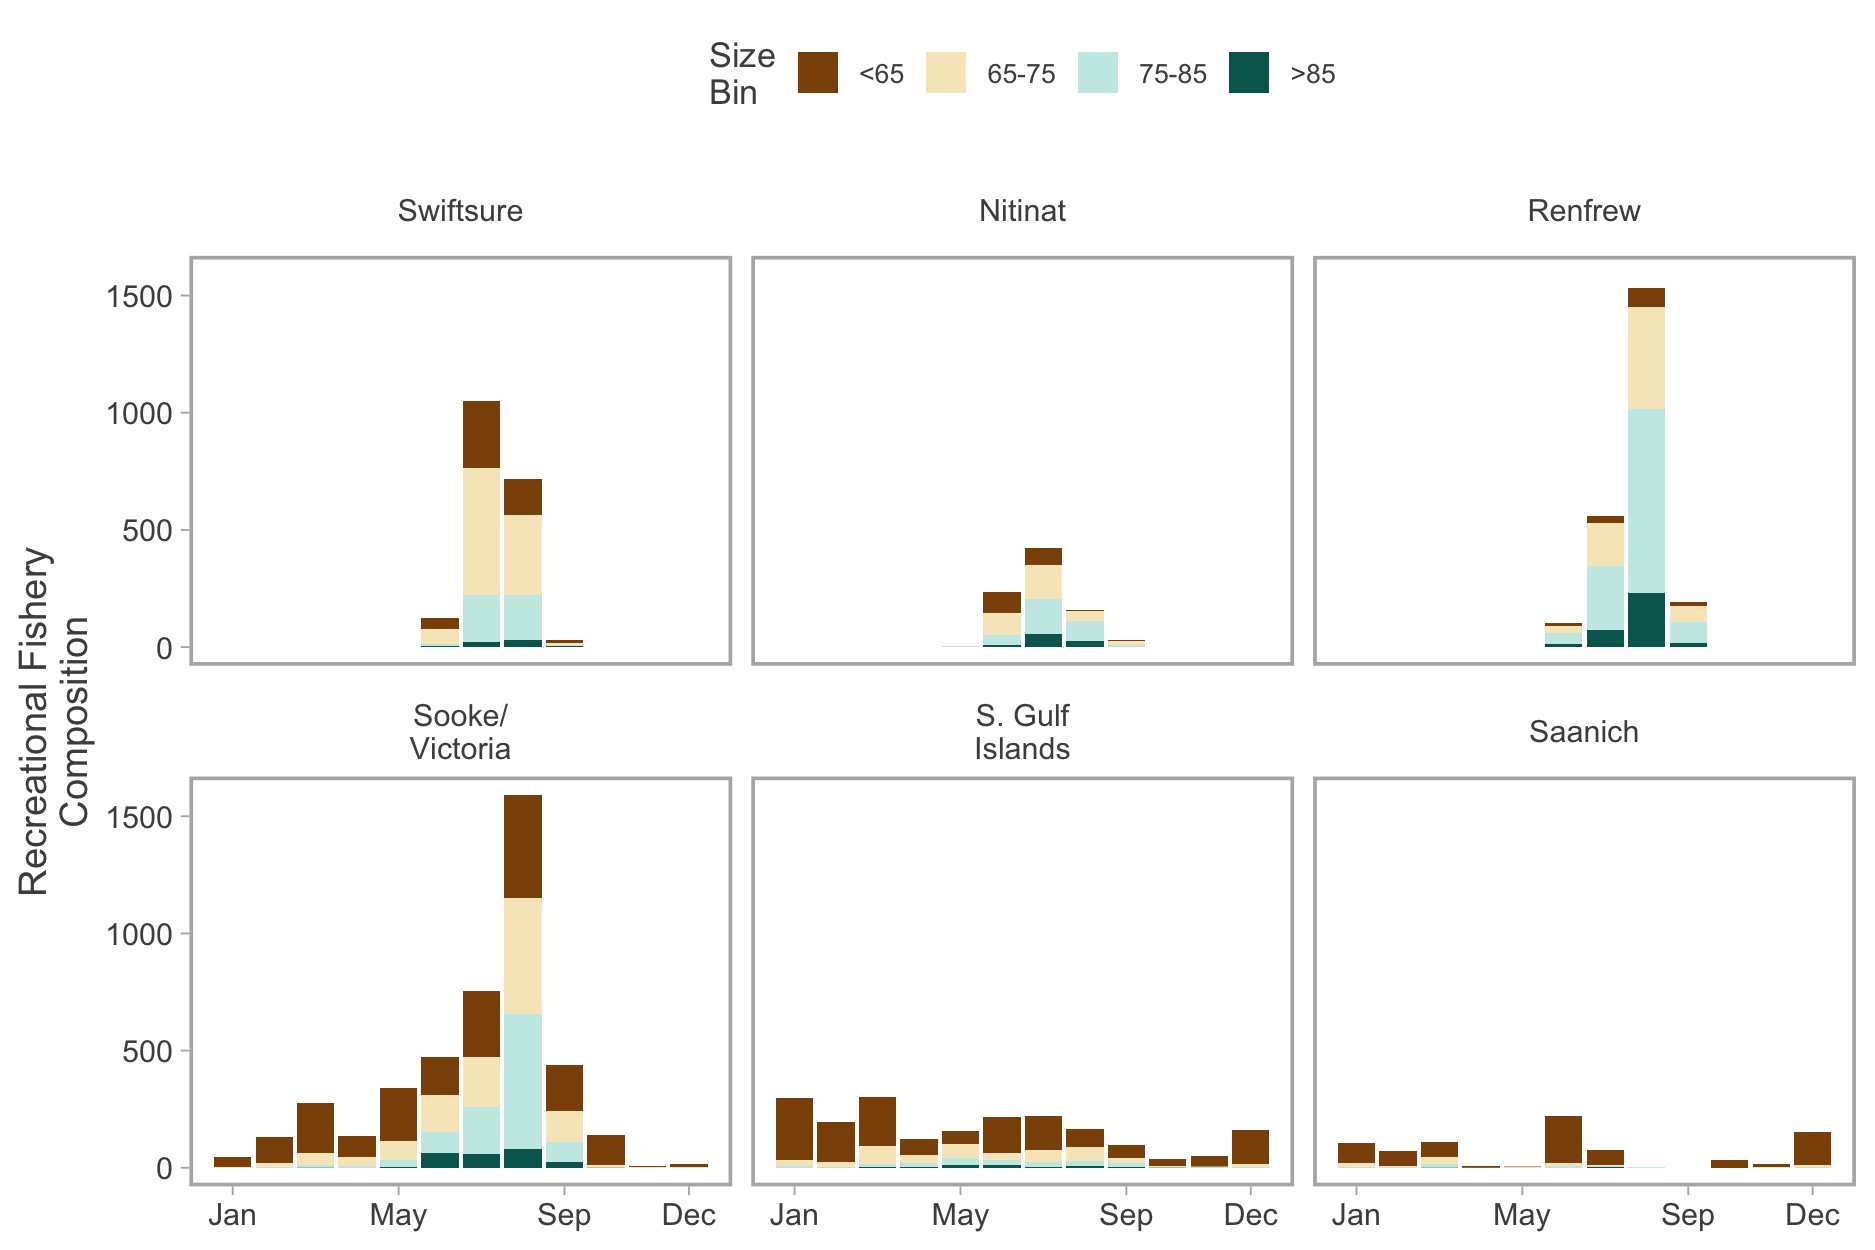 Size
Bin
<65
65-75
75-85
>85
Swiftsure
Nitinat
Renfrew
1500
1000
500
0
Recreational Fishery
Composition
Sooke/
Victoria
S. Gulf
Islands
Saanich
1500
1000
500
0
Jan
May
Sep
Dec
Jan
May
Sep
Dec
Jan
May
Sep
Dec